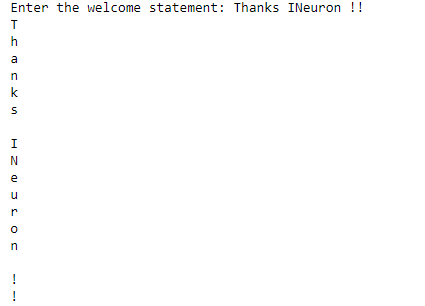 Enter the welcome statement: Thanks INeuron !!
T
h
a
n
k
s

I
N
e
u
r
o
n

!
!